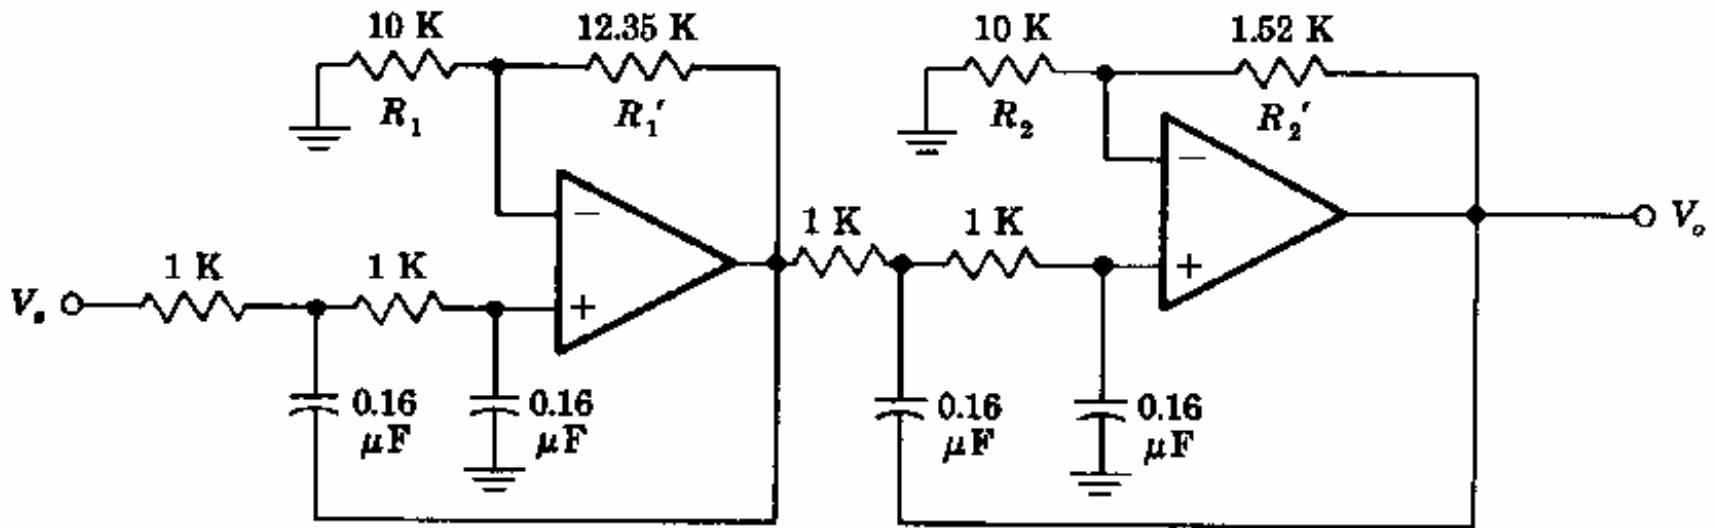 10 K
12.35 K
10 K
1.52 K
R₁
R₁'
R₂
R₂'
−
−
1 K
1 K
1 K
1 K
Vₛ
+
+
Vₒ
0.16
μF
0.16
μF
0.16
μF
0.16
μF